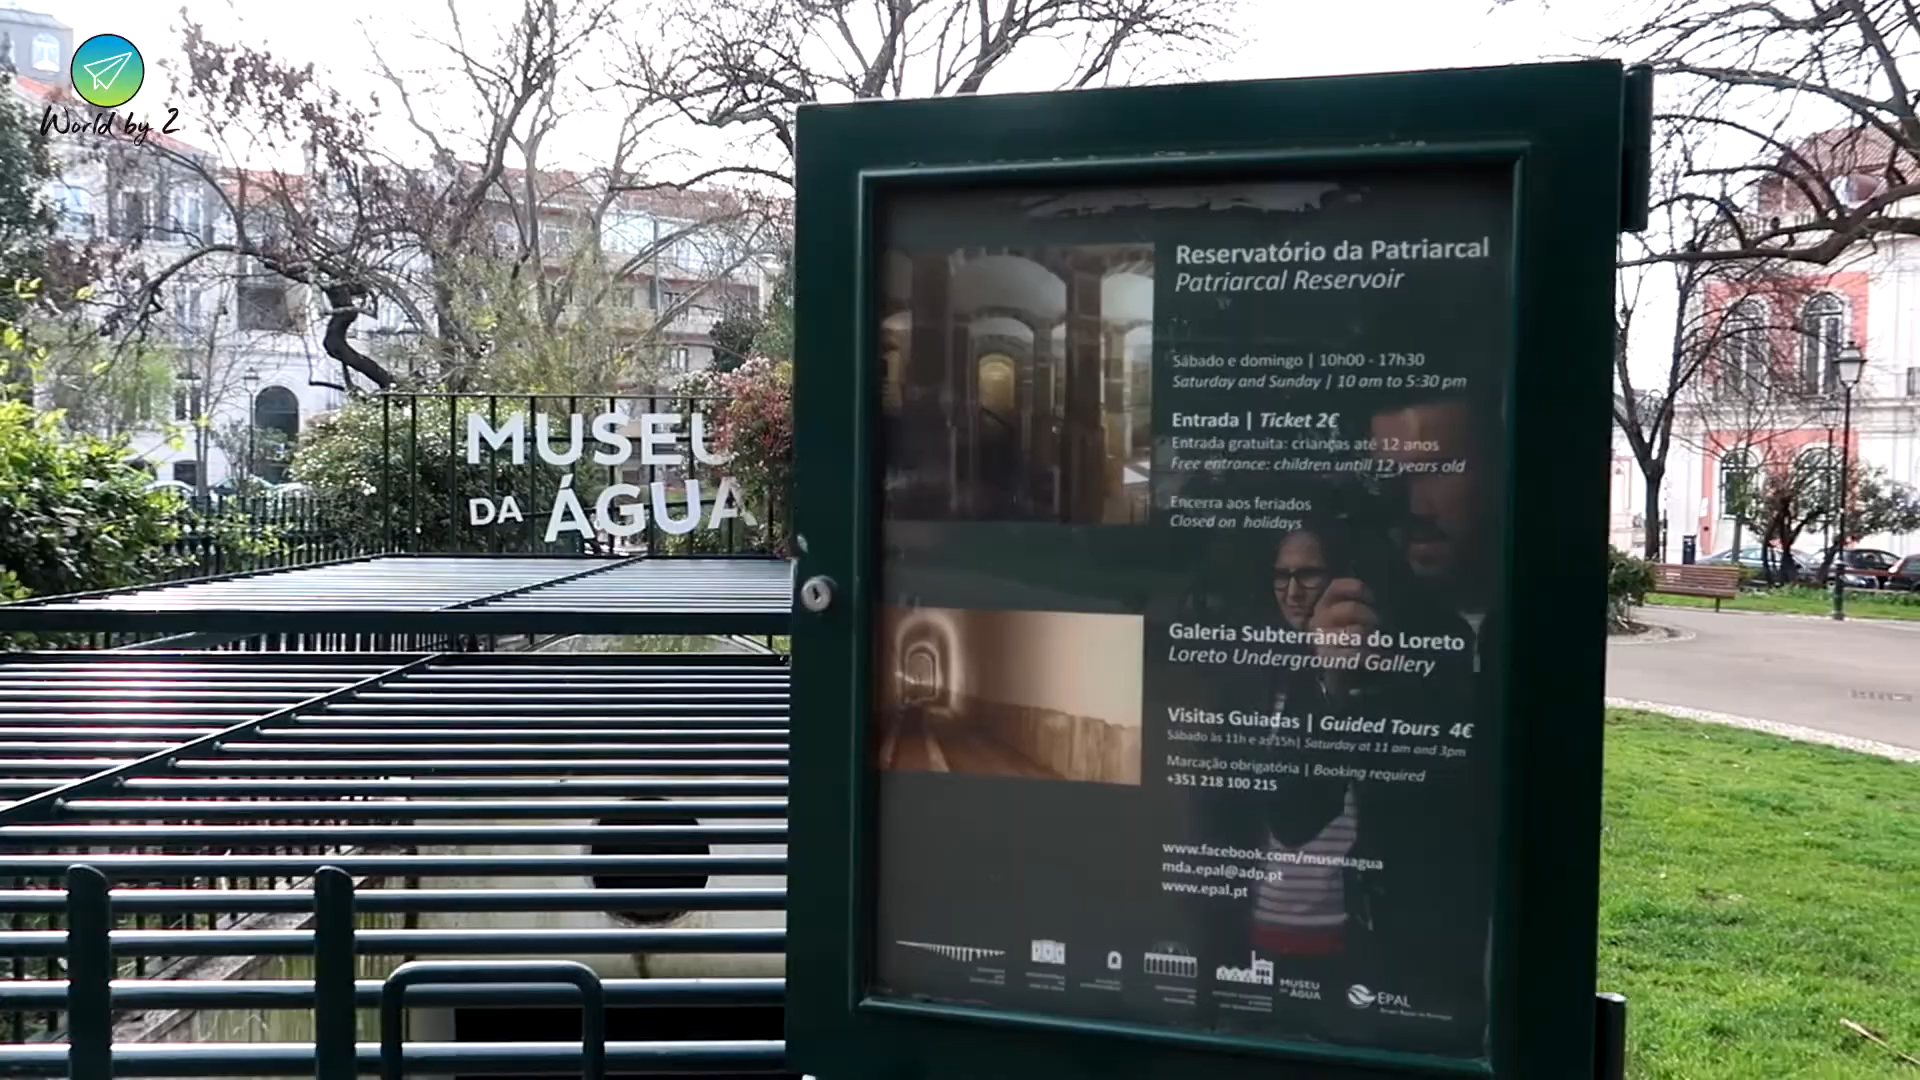 World by 2
MUSEU
DA ÁGUA
Reservatório da Patriarcal
Patriarcal Reservoir
Sábado e domingo | 10h00 - 17h30
Saturday and Sunday | 10 am to 5:30 pm
Entrada | Ticket 2€
Entrada gratuita: crianças até 12 anos
Free entrance: children untill 12 years old
Encerra aos feriados
Closed on holidays
Galeria Subterrânea do Loreto
Loreto Underground Gallery
Visitas Guiadas | Guided Tours 4€
Sábado às 11h e às 15h | Saturday at 11 am and 3pm
Marcação obrigatória | Booking required
+351 218 100 215
www.facebook.com/museuagua
mda.epal@adp.pt
www.epal.pt
MUSEU
DA ÁGUA
EPAL